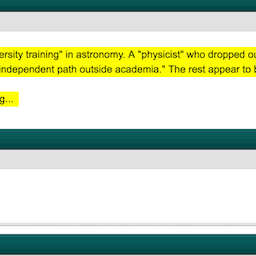 ersity training" in astronomy. A "physicist" who dropped ou
independent path outside academia." The rest appear to b
g...